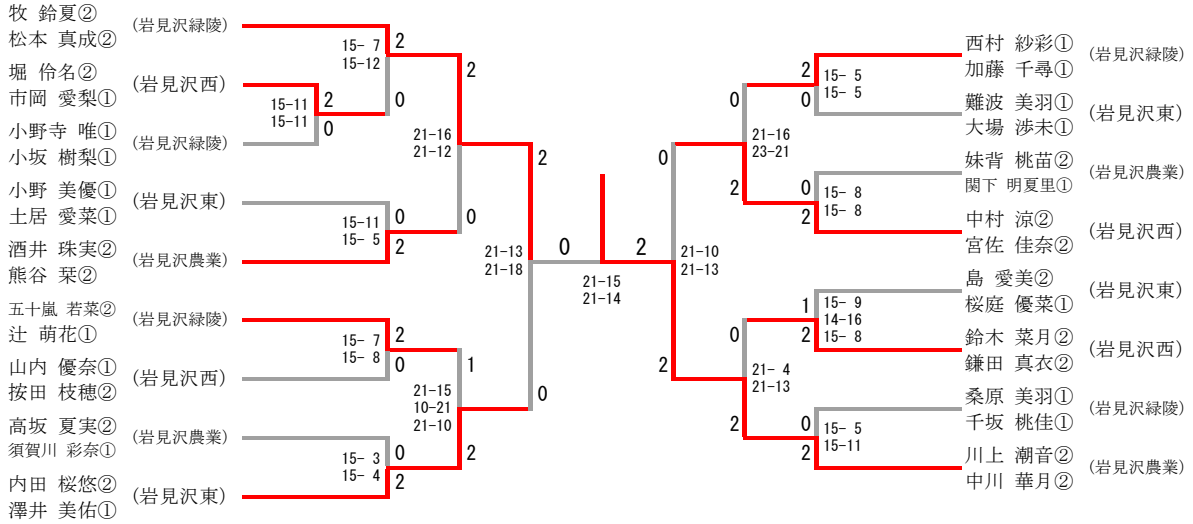 牧 鈴夏②
松本 真成②
(岩見沢緑陵)
堀 伶名②
市岡 愛梨①
(岩見沢西)
小野寺 唯①
小坂 樹梨①
(岩見沢緑陵)
小野 美優①
土居 愛菜①
(岩見沢東)
酒井 珠実②
熊谷 栞②
(岩見沢農業)
五十嵐 若菜②
辻 萌花①
(岩見沢緑陵)
山内 優奈①
按田 枝穂②
(岩見沢西)
高坂 夏実②
須賀川 彩奈①
(岩見沢農業)
内田 桜悠②
澤井 美佑①
(岩見沢東)
15- 7
15-12
2
0
15-11
15-11
2
0
15-11
15- 5
0
2
21-16
21-12
2
0
15- 7
15- 8
2
0
15- 3
15- 4
0
2
21-15
10-21
21-10
1
2
21-13
21-18
2
0
0
2
21-15
21-14
0
2
21-10
21-13
0
2
21-16
23-21
2
0
15- 5
15- 5
0
2
15- 8
15- 8
0
2
21- 4
21-13
1
2
15- 9
14-16
15- 8
0
2
15- 5
15-11
西村 紗彩①
加藤 千尋①
(岩見沢緑陵)
難波 美羽①
大場 渉未①
(岩見沢東)
妹背 桃苗②
関下 明夏里①
(岩見沢農業)
中村 涼②
宮佐 佳奈②
(岩見沢西)
島 愛美②
桜庭 優菜①
(岩見沢東)
鈴木 菜月②
鎌田 真衣②
(岩見沢西)
桑原 美羽①
千坂 桃佳①
(岩見沢緑陵)
川上 潮音②
中川 華月②
(岩見沢農業)